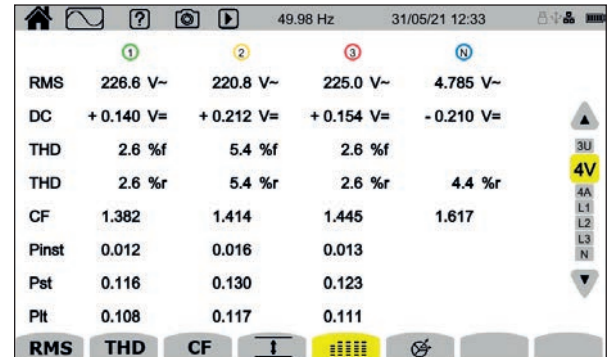 ? 49.98 Hz 31/05/21 12:33
1 2 3 N
RMS 226.6 V~ 220.8 V~ 225.0 V~ 4.785 V~
DC + 0.140 V= + 0.212 V= + 0.154 V= - 0.210 V=
THD 2.6 %f 5.4 %f 2.6 %f
THD 2.6 %r 5.4 %r 2.6 %r 4.4 %r
CF 1.382 1.414 1.445 1.617
Pinst 0.012 0.016 0.013
Pst 0.116 0.130 0.123
Plt 0.108 0.117 0.111
3U
4V
4A
L1
L2
L3
N
RMS THD CF